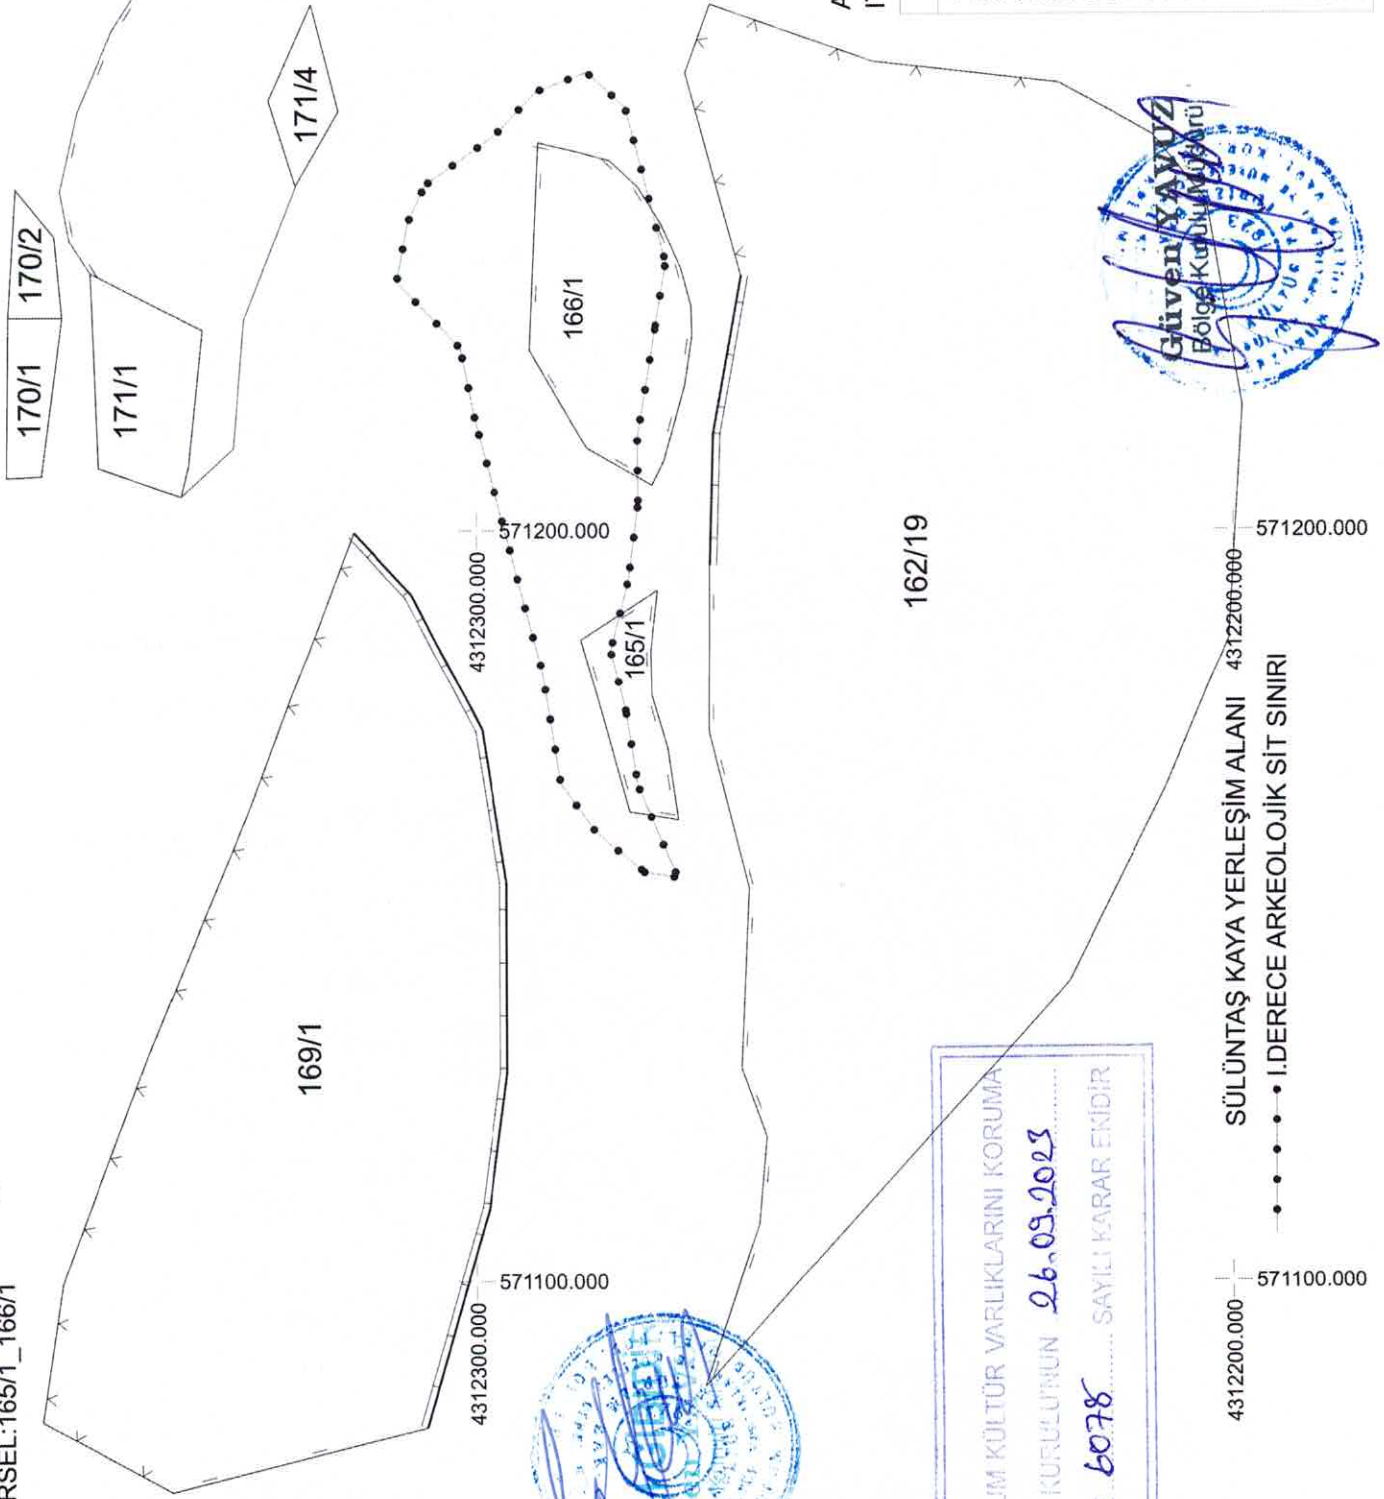 RSEL:165/1_166/1
170/1
170/2
171/1
171/4
169/1
166/1
165/1
162/19
4312300.000
571200.000
4312300.000
571100.000
4312200.000
571200.000
4312200.000
571100.000
SÜLÜNTAŞ KAYA YERLEŞİM ALANI
I.DERECE ARKEOLOJİK SİT SINIRI
Güven YAVUZ
Bölge Kurulu Müdürü
UM KÜLTÜR VARLIKLARINI KORUMA
KURULU'NUN 26.09.2023
6078 SAYILI KARAR EKİDİR